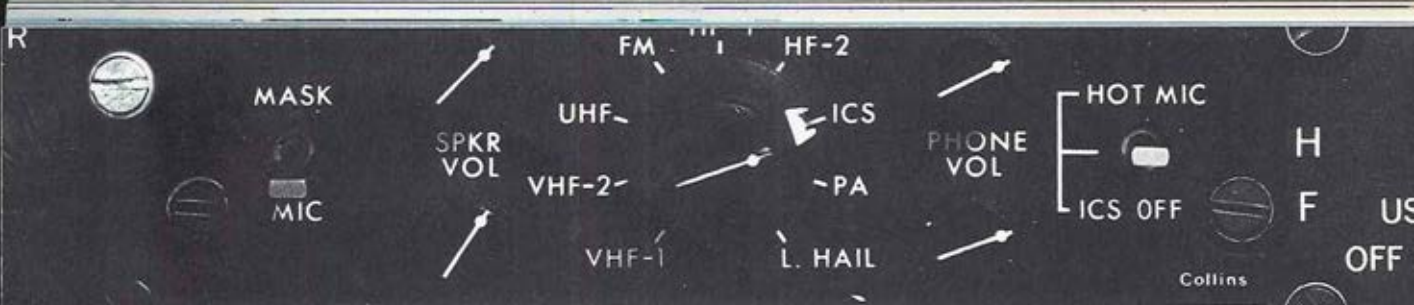 R
MASK
MIC
SPKR
VOL
FM
HF-2
UHF
ICS
VHF-2
PA
VHF-1
L. HAIL
PHONE
VOL
HOT MIC
ICS OFF
Collins
H
F
OFF